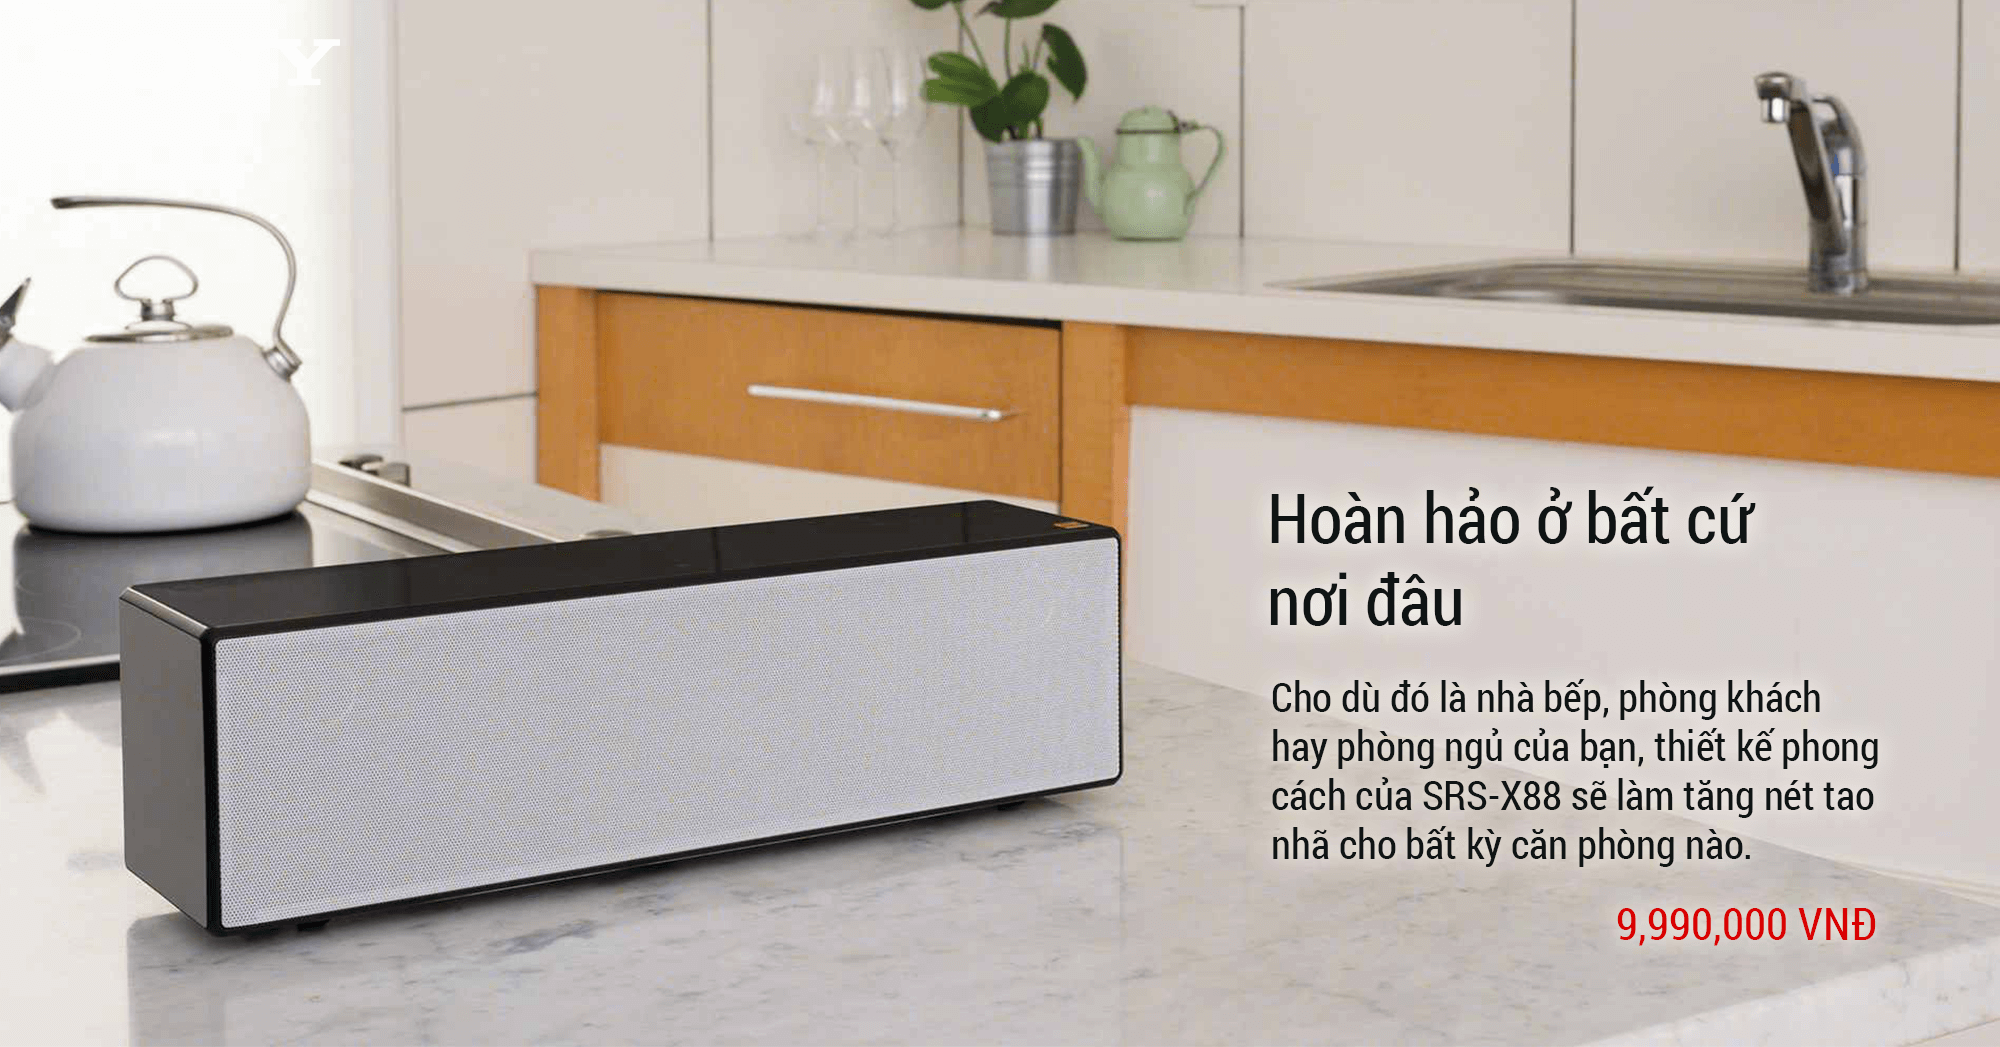 Y
Hoàn hảo ở bất cứ
nơi đâu
Cho dù đó là nhà bếp, phòng khách
hay phòng ngủ của bạn, thiết kế phong
cách của SRS-X88 sẽ làm tăng nét tao
nhã cho bất kỳ căn phòng nào.
9,990,000 VNĐ